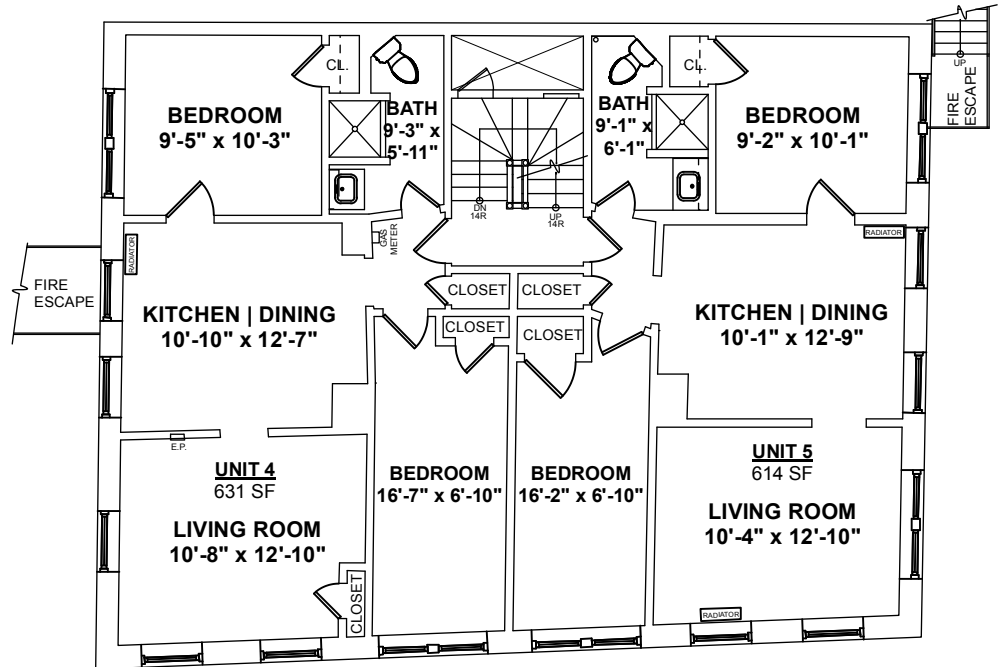 UP
FIRE
ESCAPE
CL.
CL.
BEDROOM
9'-5" x 10'-3"
BATH
9'-3" x
5'-11"
BATH
9'-1" x
6'-1"
BEDROOM
9'-2" x 10'-1"
DN
14R
UP
14R
GAS
METER
RADIATOR
RADIATOR
FIRE
ESCAPE
CLOSET
CLOSET
KITCHEN | DINING
10'-10" x 12'-7"
CLOSET
CLOSET
KITCHEN | DINING
10'-1" x 12'-9"
E.P.
UNIT 4
631 SF
LIVING ROOM
10'-8" x 12'-10"
BEDROOM
16'-7" x 6'-10"
BEDROOM
16'-2" x 6'-10"
UNIT 5
614 SF
LIVING ROOM
10'-4" x 12'-10"
CLOSET
RADIATOR